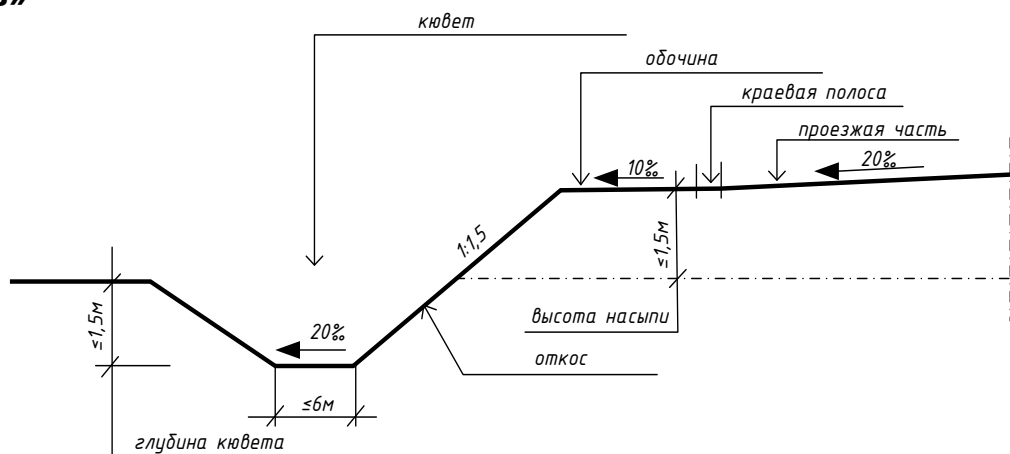 кювет
обочина
краевая полоса
проезжая часть
10‰
20‰
1:1,5
≤1,5м
≤1,5м
высота насыпи
20‰
откос
≤6м
глубина кювета